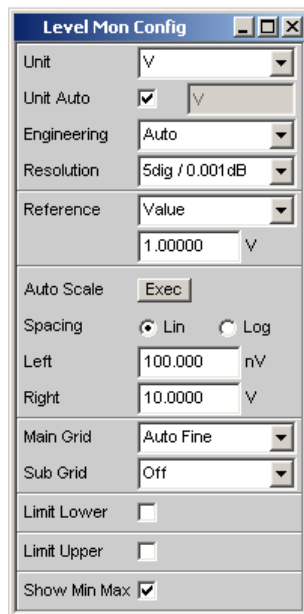 Level Mon Config
Unit V
Unit Auto V
Engineering Auto
Resolution 5dig / 0.001dB
Reference Value
1.00000 V
Auto Scale Exec
Spacing Lin Log
Left 100.000 nV
Right 10.0000 V
Main Grid Auto Fine
Sub Grid Off
Limit Lower
Limit Upper
Show Min Max